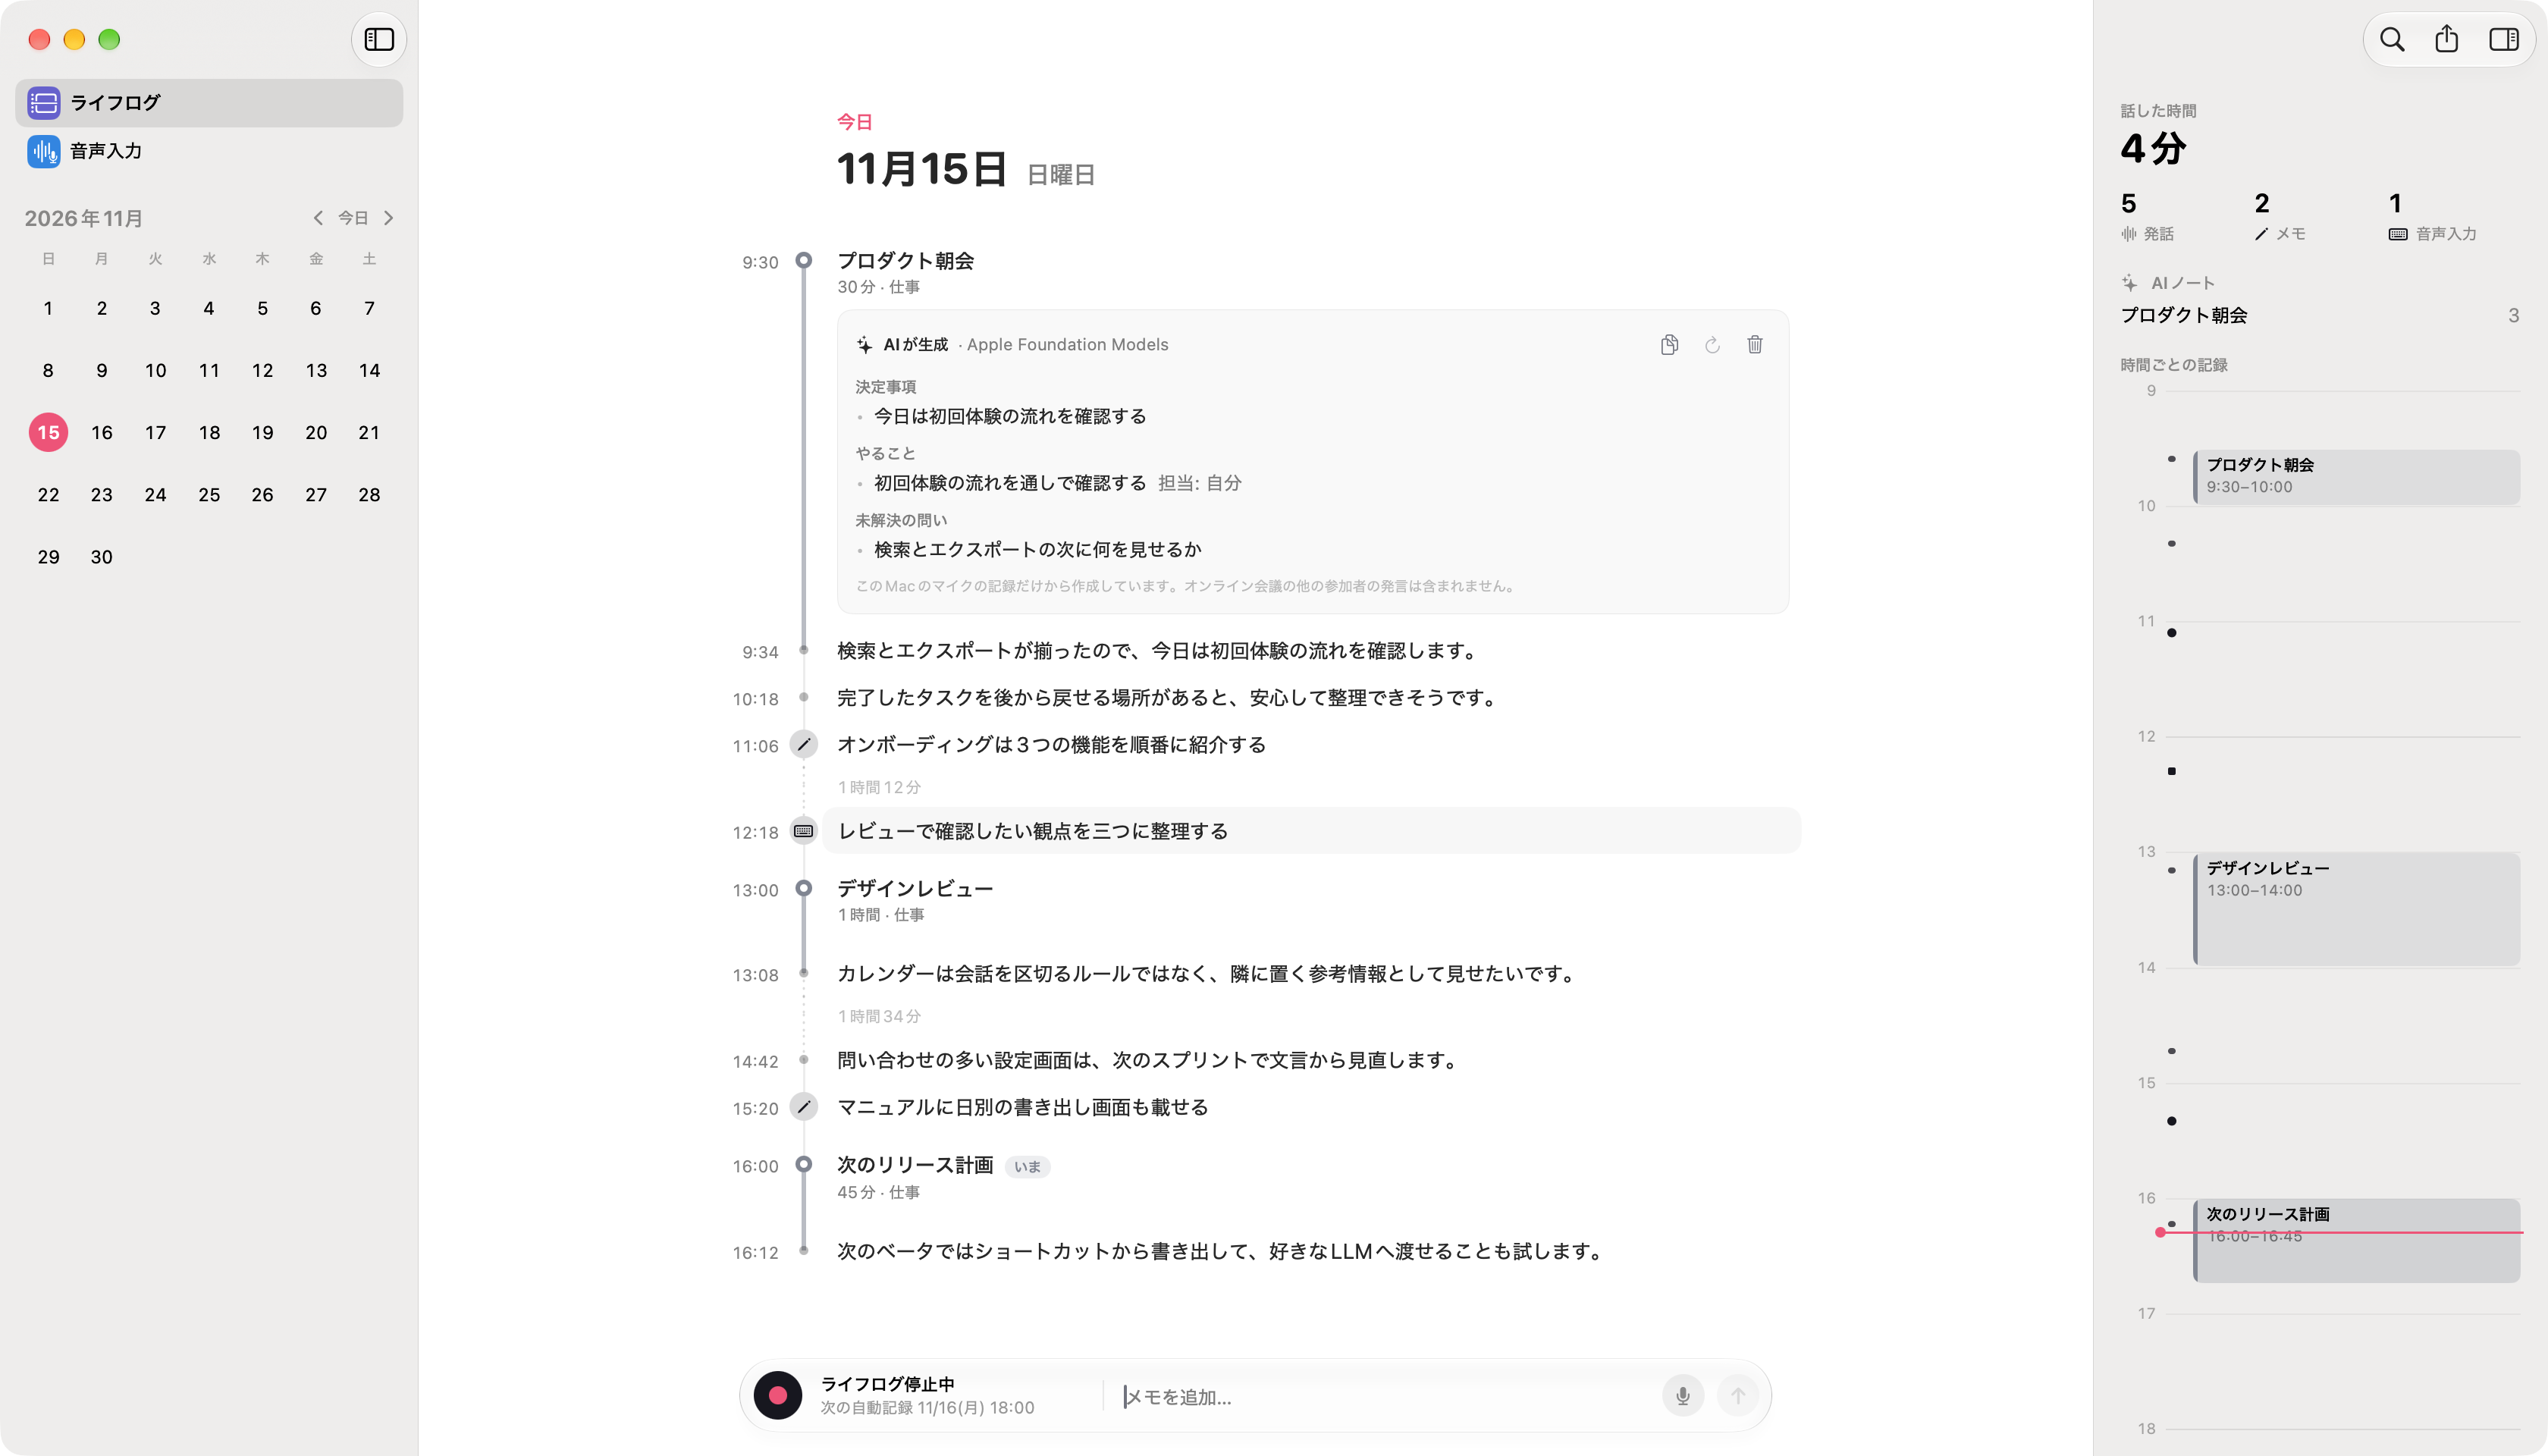 ライフログ
音声入力
2026年11月
今日
日 月 火 水 木 金 土
1 2 3 4 5 6 7
8 9 10 11 12 13 14
15 16 17 18 19 20 21
22 23 24 25 26 27 28
29 30
今日
11月15日 日曜日
9:30 プロダクト朝会
30分 · 仕事
AIが生成 · Apple Foundation Models
決定事項
• 今日は初回体験の流れを確認する
やること
• 初回体験の流れを通しで確認する 担当: 自分
未解決の問い
• 検索とエクスポートの次に何を見せるか
このMacのマイクの記録だけから作成しています。オンライン会議の他の参加者の発言は含まれません。
9:34 検索とエクスポートが揃ったので、今日は初回体験の流れを確認します。
10:18 完了したタスクを後から戻せる場所があると、安心して整理できそうです。
11:06 オンボーディングは3つの機能を順番に紹介する
1時間12分
12:18 レビューで確認したい観点を三つに整理する
13:00 デザインレビュー
1時間 · 仕事
13:08 カレンダーは会話を区切るルールではなく、隣に置く参考情報として見せたいです。
1時間34分
14:42 問い合わせの多い設定画面は、次のスプリントで文言から見直します。
15:20 マニュアルに日別の書き出し画面も載せる
16:00 次のリリース計画 いま
45分 · 仕事
16:12 次のベータではショートカットから書き出して、好きなLLMへ渡せることも試します。
ライフログ停止中
次の自動記録 11/16(月) 18:00
メモを追加...
話した時間
4分
5 2 1
発話 メモ 音声入力
AIノート
プロダクト朝会 3
時間ごとの記録
9
プロダクト朝会
9:30–10:00
10
11
12
13
デザインレビュー
13:00–14:00
14
15
16
次のリリース計画
16:00–16:45
17
18